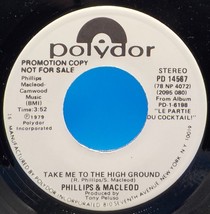 polydor
PROMOTION COPY
NOT FOR SALE
Phillips
Macleod-
Camwood
Music
(BMI)
Time: 3:52
℗ 1979
Polydor
Incorporated
STEREO
PD 14567
(78 NP 4072)
(2095 080)
From Album
PD-1-6198
"LE PARTIE
DU COCKTAIL!"
TAKE ME TO THE HIGH GROUND
(R. Phillips/S. Macleod)
PHILLIPS & MACLEOD
Produced by
Tony Peluso